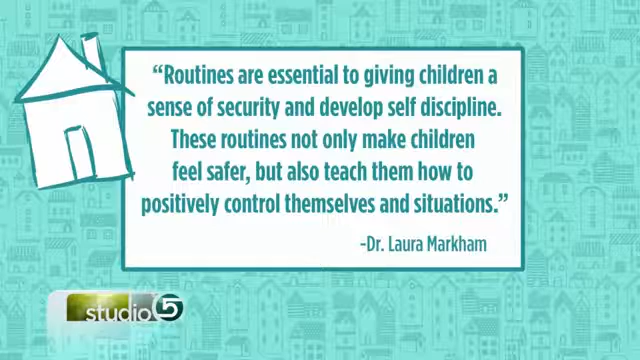 “Routines are essential to giving children a
sense of security and develop self discipline.
These routines not only make children
feel safer, but also teach them how to
positively control themselves and situations.”
-Dr. Laura Markham
studio 5